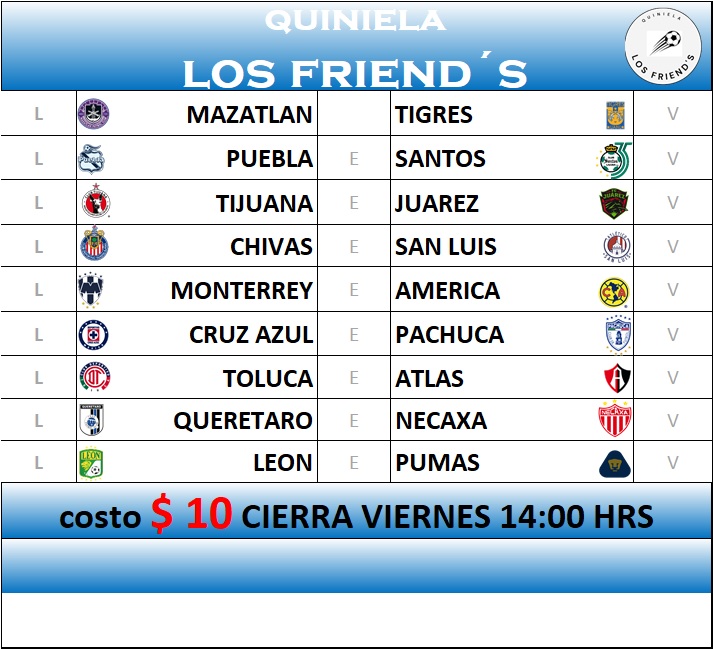 QUINIELA
LOS FRIEND´S
QUINIELA
LOS FRIEND'S
L MAZATLAN TIGRES V
L PUEBLA E SANTOS V
L TIJUANA E JUAREZ V
L CHIVAS E SAN LUIS V
L MONTERREY E AMERICA V
L CRUZ AZUL E PACHUCA V
L TOLUCA E ATLAS V
L QUERETARO E NECAXA V
L LEON E PUMAS V
costo $ 10 CIERRA VIERNES 14:00 HRS